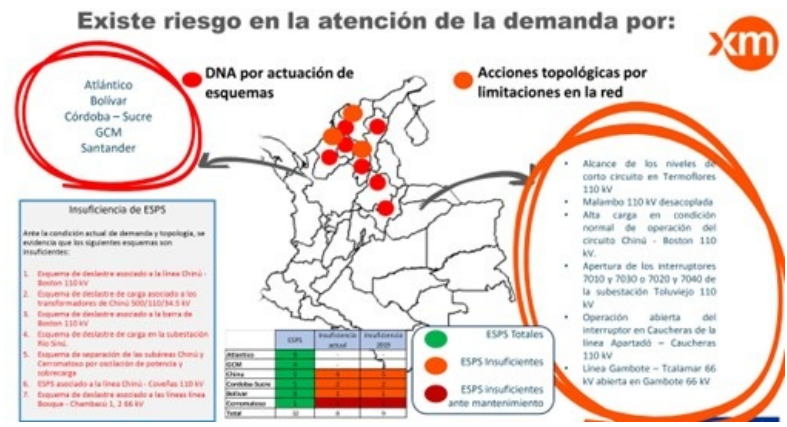 Existe riesgo en la atención de la demanda por:
xm
DNA por actuación de
esquemas
Acciones topológicas por
limitaciones en la red
Atlántico
Bolívar
Córdoba – Sucre
GCM
Santander
Insuficiencia de ESPS
Ante la condición actual de demanda y topología, se
evidencia que los siguientes esquemas son
insuficientes:
1. Esquema de deslastre asociado a la línea Chinú -
Boston 110 kV
2. Esquema de deslastre de carga asociado a los
transformadores de Chinú 500/110/34.5 kV
3. Esquema de deslastre asociado a la barra de
Boston 110 kV
4. Esquema de deslastre de carga en la subestación
Río Sinú.
5. Esquema de separación de las subáreas Chinú y
Cerromatoso por oscilación de potencia y
sobrecarga
6. ESPS asociado a la línea Chinú - Coveñas 110 kV
7. Esquema de deslastre asociado a las líneas línea
Bosque - Chambacú 1, 2 66 kV
ESPS Insuficiencia actual Insuficiencia 2019
Atlantico
GCM
Chinu
Cordoba-Sucre 2 2
Bolivar
Cerromatoso
Total 32 8 9
ESPS Totales
ESPS Insuficientes
ESPS insuficientes
ante mantenimiento
• Alcance de los niveles de
corto circuito en Termoflores
110 kV
• Malambo 110 kV desacoplada
• Alta carga en condición
normal de operación del
circuito Chinú - Boston 110
kV.
• Apertura de los interruptores
7010 y 7030 o 7020 y 7040 de
la subestación Toluviejo 110
kV
• Operación abierta del
interruptor en Caucheras de la
línea Apartadó – Caucheras
110 kV
• Línea Gambote – Tcalamar 66
kV abierta en Gambote 66 kV